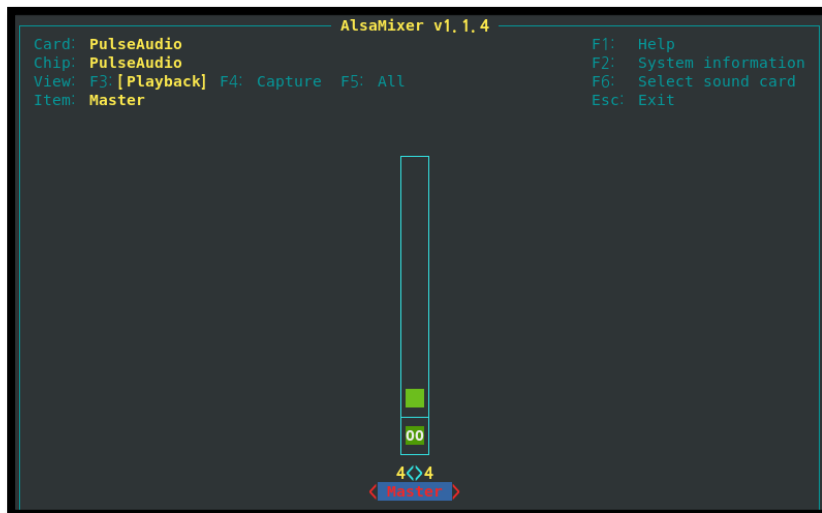 AlsaMixer v1.1.4
Card: PulseAudio F1: Help
Chip: PulseAudio F2: System information
View: F3:[Playback] F4: Capture F5: All F6: Select sound card
Item: Master Esc: Exit
OO
4<>4
< Master >